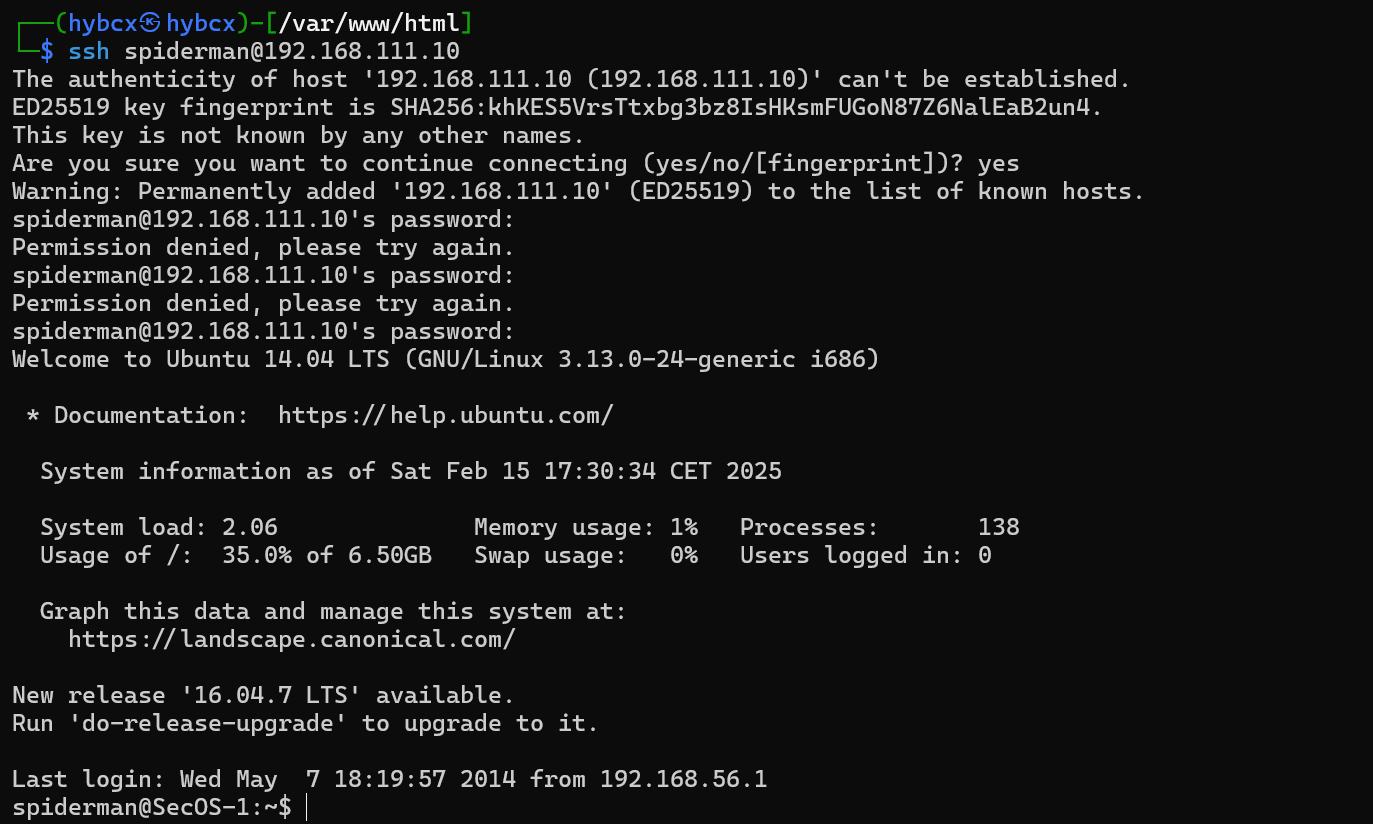 ┌──(hybcx㉿hybcx)-[/var/www/html]
└─$ ssh spiderman@192.168.111.10
The authenticity of host '192.168.111.10 (192.168.111.10)' can't be established.
ED25519 key fingerprint is SHA256:khKES5VrsTtxbg3bz8IsHKsmFUGoN87Z6NalEaB2un4.
This key is not known by any other names.
Are you sure you want to continue connecting (yes/no/[fingerprint])? yes
Warning: Permanently added '192.168.111.10' (ED25519) to the list of known hosts.
spiderman@192.168.111.10's password:
Permission denied, please try again.
spiderman@192.168.111.10's password:
Permission denied, please try again.
spiderman@192.168.111.10's password:
Welcome to Ubuntu 14.04 LTS (GNU/Linux 3.13.0-24-generic i686)

 * Documentation:  https://help.ubuntu.com/

  System information as of Sat Feb 15 17:30:34 CET 2025

  System load: 2.06              Memory usage: 1%   Processes:       138
  Usage of /:  35.0% of 6.50GB   Swap usage:   0%   Users logged in: 0

  Graph this data and manage this system at:
    https://landscape.canonical.com/

New release '16.04.7 LTS' available.
Run 'do-release-upgrade' to upgrade to it.

Last login: Wed May  7 18:19:57 2014 from 192.168.56.1
spiderman@SecOS-1:~$